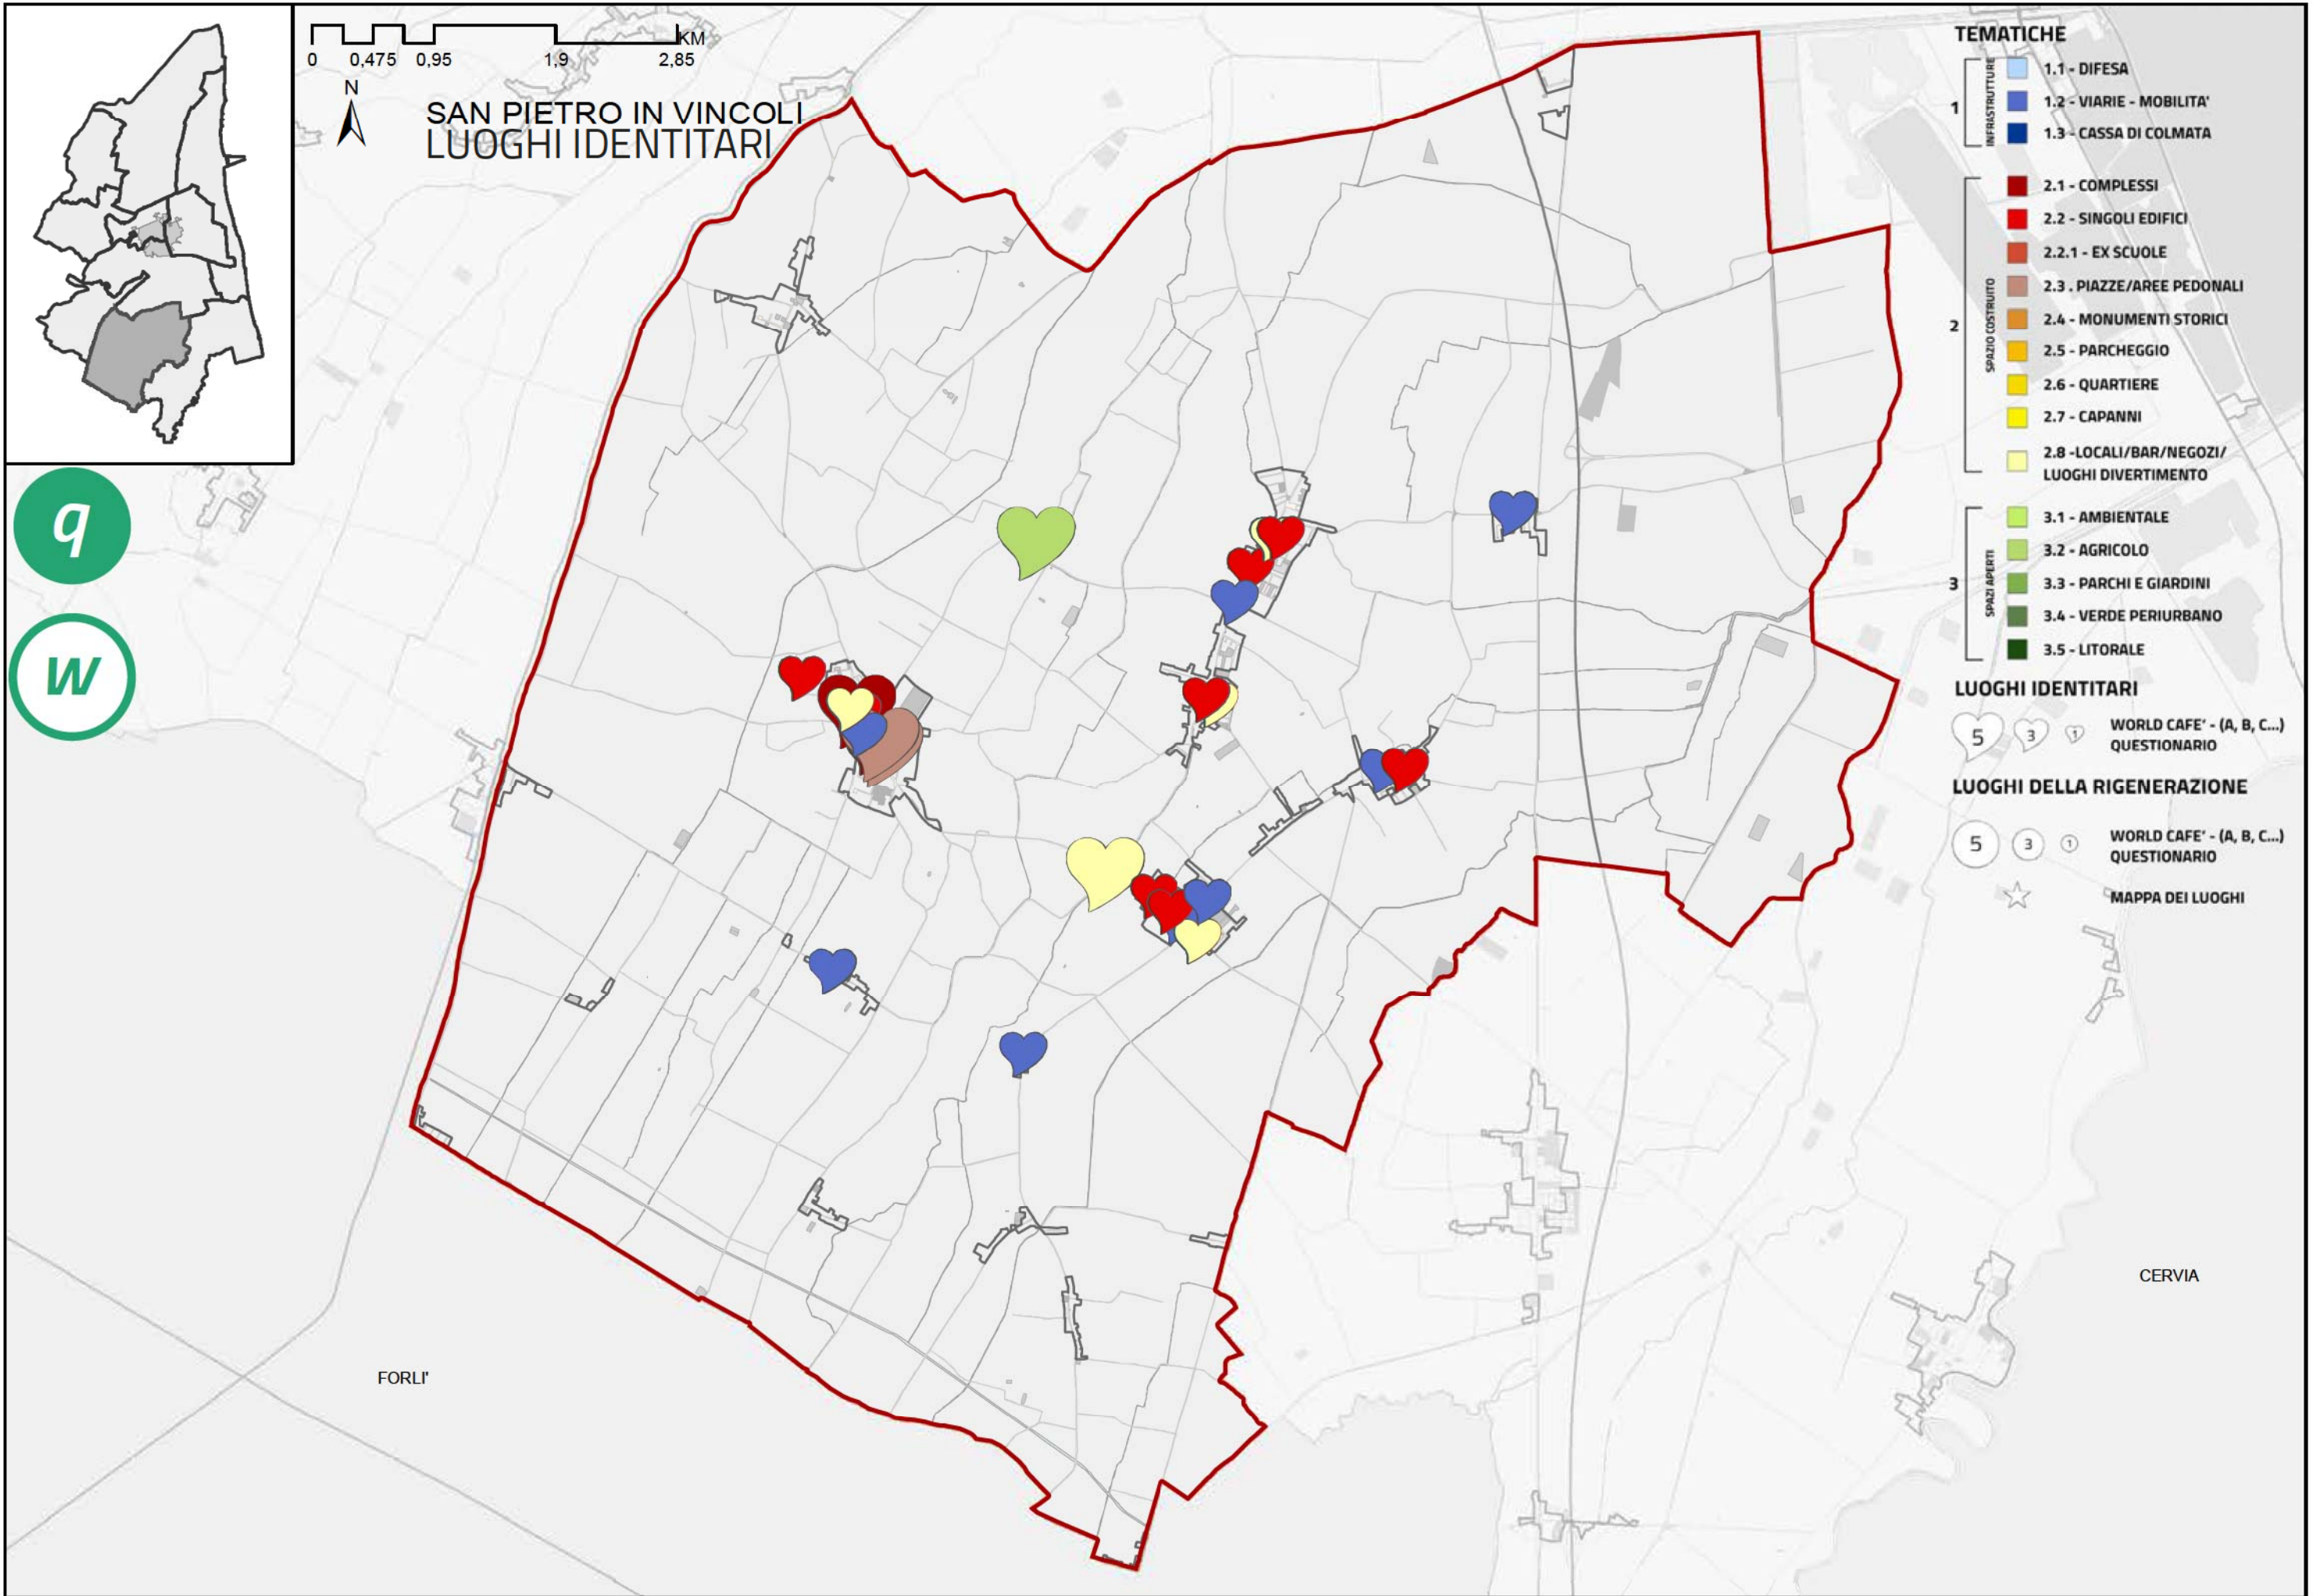 KM
0 0,475 0,95 1,9 2,85
N
SAN PIETRO IN VINCOLI
LUOGHI IDENTITARI
q
w
TEMATICHE
1
INFRASTRUTTURE
1.1 - DIFESA
1.2 - VIARIE - MOBILITA'
1.3 - CASSA DI COLMATA
2
SPAZIO COSTRUITO
2.1 - COMPLESSI
2.2 - SINGOLI EDIFICI
2.2.1 - EX SCUOLE
2.3 . PIAZZE/AREE PEDONALI
2.4 - MONUMENTI STORICI
2.5 - PARCHEGGIO
2.6 - QUARTIERE
2.7 - CAPANNI
2.8 -LOCALI/BAR/NEGOZI/
LUOGHI DIVERTIMENTO
3
SPAZI APERTI
3.1 - AMBIENTALE
3.2 - AGRICOLO
3.3 - PARCHI E GIARDINI
3.4 - VERDE PERIURBANO
3.5 - LITORALE
LUOGHI IDENTITARI
5 3 1 WORLD CAFE' - (A, B, C...)
QUESTIONARIO
LUOGHI DELLA RIGENERAZIONE
5 3 1 WORLD CAFE' - (A, B, C...)
QUESTIONARIO
MAPPA DEI LUOGHI
CERVIA
FORLI'